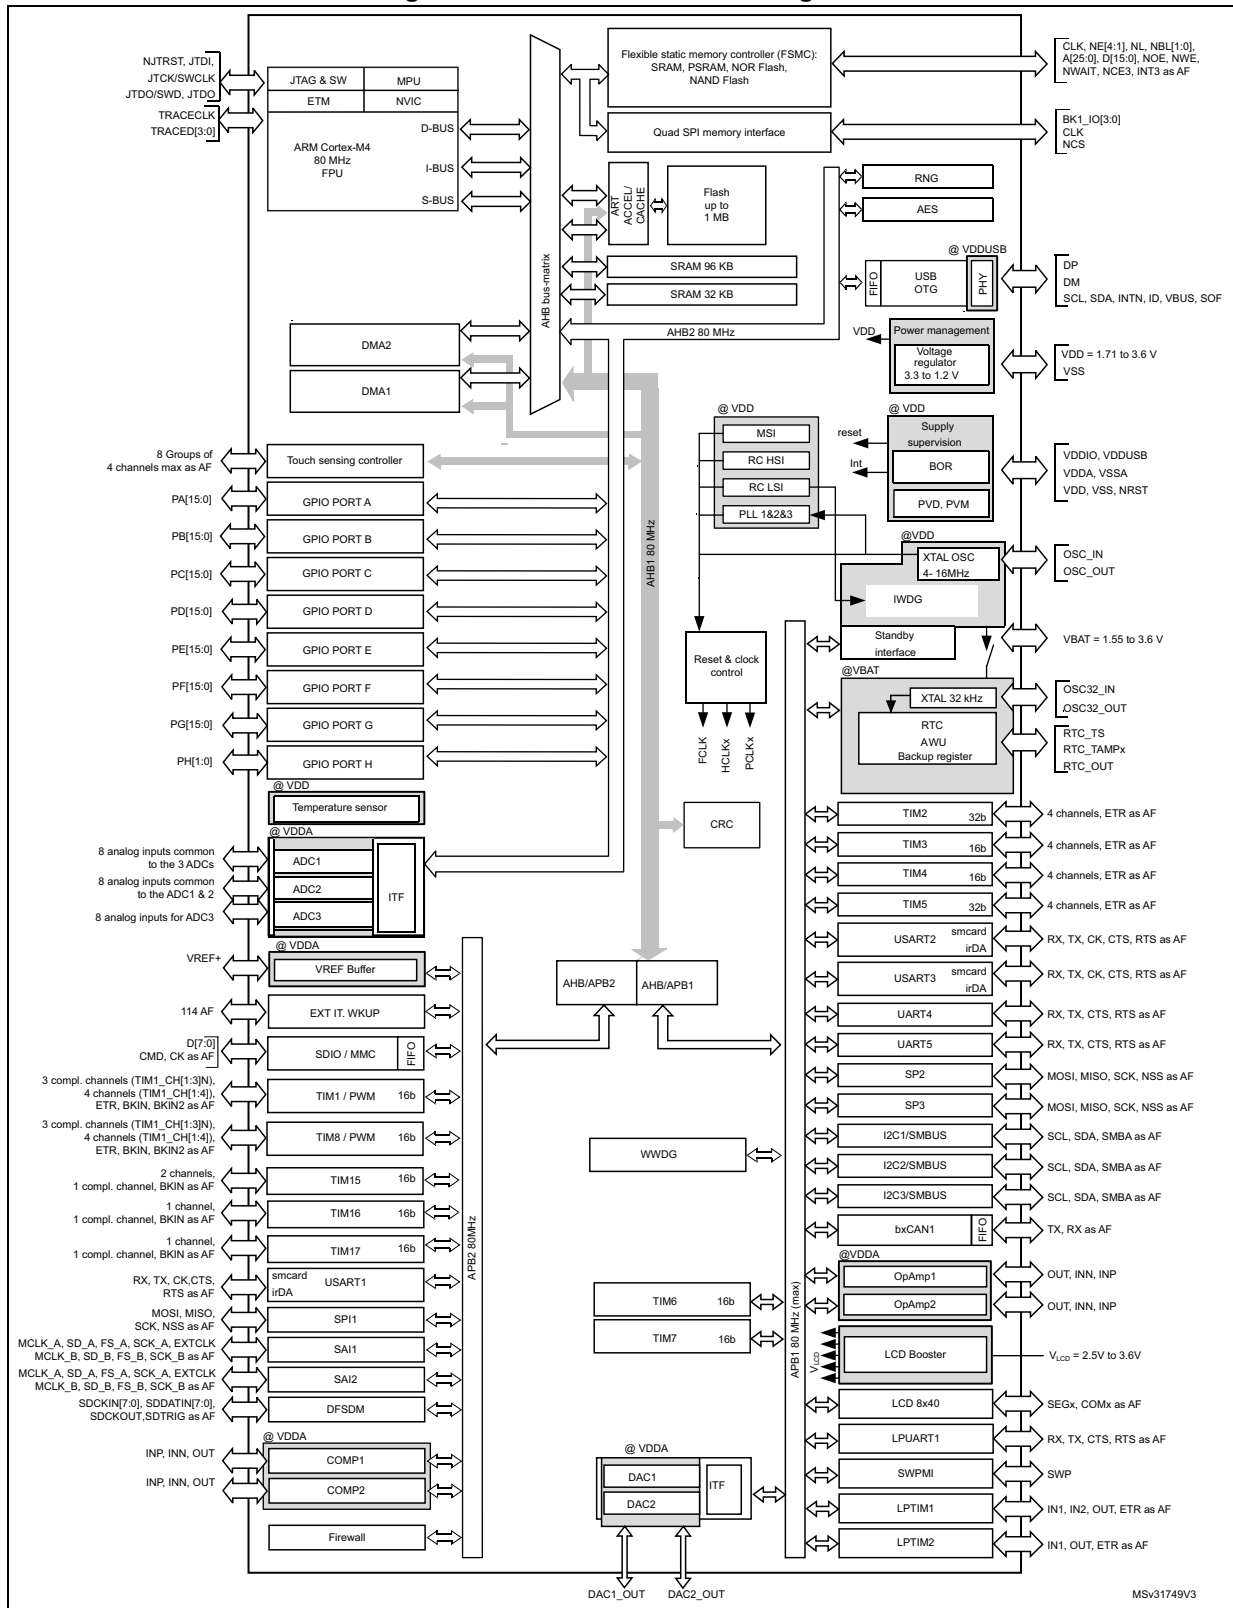 NJTRST, JTDI,
JTCK/SWCLK
JTDO/SWD, JTDO
TRACECLK
TRACED[3:0]
JTAG & SW
MPU
ETM
NVIC
ARM Cortex-M4
80 MHz
FPU
D-BUS
I-BUS
S-BUS
AHB bus-matrix
Flexible static memory controller (FSMC):
SRAM, PSRAM, NOR Flash,
NAND Flash
CLK, NE[4:1], NL, NBL[1:0],
A[25:0], D[15:0], NOE, NWE,
NWAIT, NCE3, INT3 as AF
Quad SPI memory interface
BK1_IO[3:0]
CLK
NCS
ART
ACCEL/
CACHE
Flash
up to
1 MB
RNG
AES
SRAM 96 KB
SRAM 32 KB
AHB2 80 MHz
@ VDDUSB
FIFO
USB
OTG
PHY
DP
DM
SCL, SDA, INTN, ID, VBUS, SOF
DMA2
DMA1
VDD
Power management
Voltage
regulator
3.3 to 1.2 V
VDD = 1.71 to 3.6 V
VSS
@ VDD
MSI
RC HSI
RC LSI
PLL 1&2&3
@ VDD
reset
Int
Supply
supervision
BOR
PVD, PVM
VDDIO, VDDUSB
VDDA, VSSA
VDD, VSS, NRST
8 Groups of
4 channels max as AF
Touch sensing controller
PA[15:0]
GPIO PORT A
PB[15:0]
GPIO PORT B
PC[15:0]
GPIO PORT C
PD[15:0]
GPIO PORT D
PE[15:0]
GPIO PORT E
PF[15:0]
GPIO PORT F
PG[15:0]
GPIO PORT G
PH[1:0]
GPIO PORT H
AHB1 80 MHz
@VDD
XTAL OSC
4- 16MHz
IWDG
OSC_IN
OSC_OUT
Standby
interface
VBAT = 1.55 to 3.6 V
Reset & clock
control
FCLK
HCLKx
PCLKx
@VBAT
XTAL 32 kHz
RTC
AWU
Backup register
OSC32_IN
OSC32_OUT
RTC_TS
RTC_TAMPx
RTC_OUT
@ VDD
Temperature sensor
@ VDDA
8 analog inputs common
to the 3 ADCs
8 analog inputs common
to the ADC1 & 2
8 analog inputs for ADC3
ADC1
ADC2
ADC3
ITF
CRC
TIM2 32b
4 channels, ETR as AF
TIM3 16b
4 channels, ETR as AF
TIM4 16b
4 channels, ETR as AF
TIM5 32b
4 channels, ETR as AF
USART2
smcard
irDA
RX, TX, CK, CTS, RTS as AF
USART3
smcard
irDA
RX, TX, CK, CTS, RTS as AF
UART4
RX, TX, CTS, RTS as AF
UART5
RX, TX, CTS, RTS as AF
SP2
MOSI, MISO, SCK, NSS as AF
SP3
MOSI, MISO, SCK, NSS as AF
I2C1/SMBUS
SCL, SDA, SMBA as AF
I2C2/SMBUS
SCL, SDA, SMBA as AF
I2C3/SMBUS
SCL, SDA, SMBA as AF
bxCAN1
FIFO
TX, RX as AF
@VDDA
OpAmp1
OUT, INN, INP
OpAmp2
OUT, INN, INP
VLCD
LCD Booster
VLCD = 2.5V to 3.6V
LCD 8x40
SEGx, COMx as AF
LPUART1
RX, TX, CTS, RTS as AF
SWPMI
SWP
LPTIM1
IN1, IN2, OUT, ETR as AF
LPTIM2
IN1, OUT, ETR as AF
APB1 80 MHz (max)
AHB/APB2
AHB/APB1
WWDG
TIM6 16b
TIM7 16b
@ VDDA
DAC1
DAC2
ITF
DAC1_OUT
DAC2_OUT
APB2 80MHz
@ VDDA
VREF+
VREF Buffer
114 AF
EXT IT. WKUP
D[7:0]
CMD, CK as AF
SDIO / MMC
FIFO
3 compl. channels (TIM1_CH[1:3]N),
4 channels (TIM1_CH[1:4]),
ETR, BKIN, BKIN2 as AF
TIM1 / PWM 16b
3 compl. channels (TIM1_CH[1:3]N),
4 channels (TIM1_CH[1:4]),
ETR, BKIN, BKIN2 as AF
TIM8 / PWM 16b
2 channels,
1 compl. channel, BKIN as AF
TIM15 16b
1 channel,
1 compl. channel, BKIN as AF
TIM16 16b
1 channel,
1 compl. channel, BKIN as AF
TIM17 16b
RX, TX, CK,CTS,
RTS as AF
smcard
irDA
USART1
MOSI, MISO,
SCK, NSS as AF
SPI1
MCLK_A, SD_A, FS_A, SCK_A, EXTCLK
MCLK_B, SD_B, FS_B, SCK_B as AF
SAI1
MCLK_A, SD_A, FS_A, SCK_A, EXTCLK
MCLK_B, SD_B, FS_B, SCK_B as AF
SAI2
SDCKIN[7:0], SDDATIN[7:0],
SDCKOUT,SDTRIG as AF
DFSDM
@ VDDA
INP, INN, OUT
COMP1
INP, INN, OUT
COMP2
Firewall
MSv31749V3